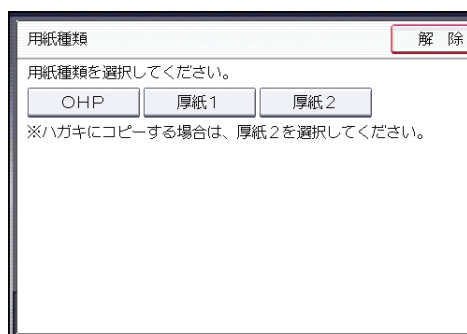 用紙種類 解 除
用紙種類を選択してください。
OHP 厚紙1 厚紙2
※ハガキにコピーする場合は、厚紙2を選択してください。